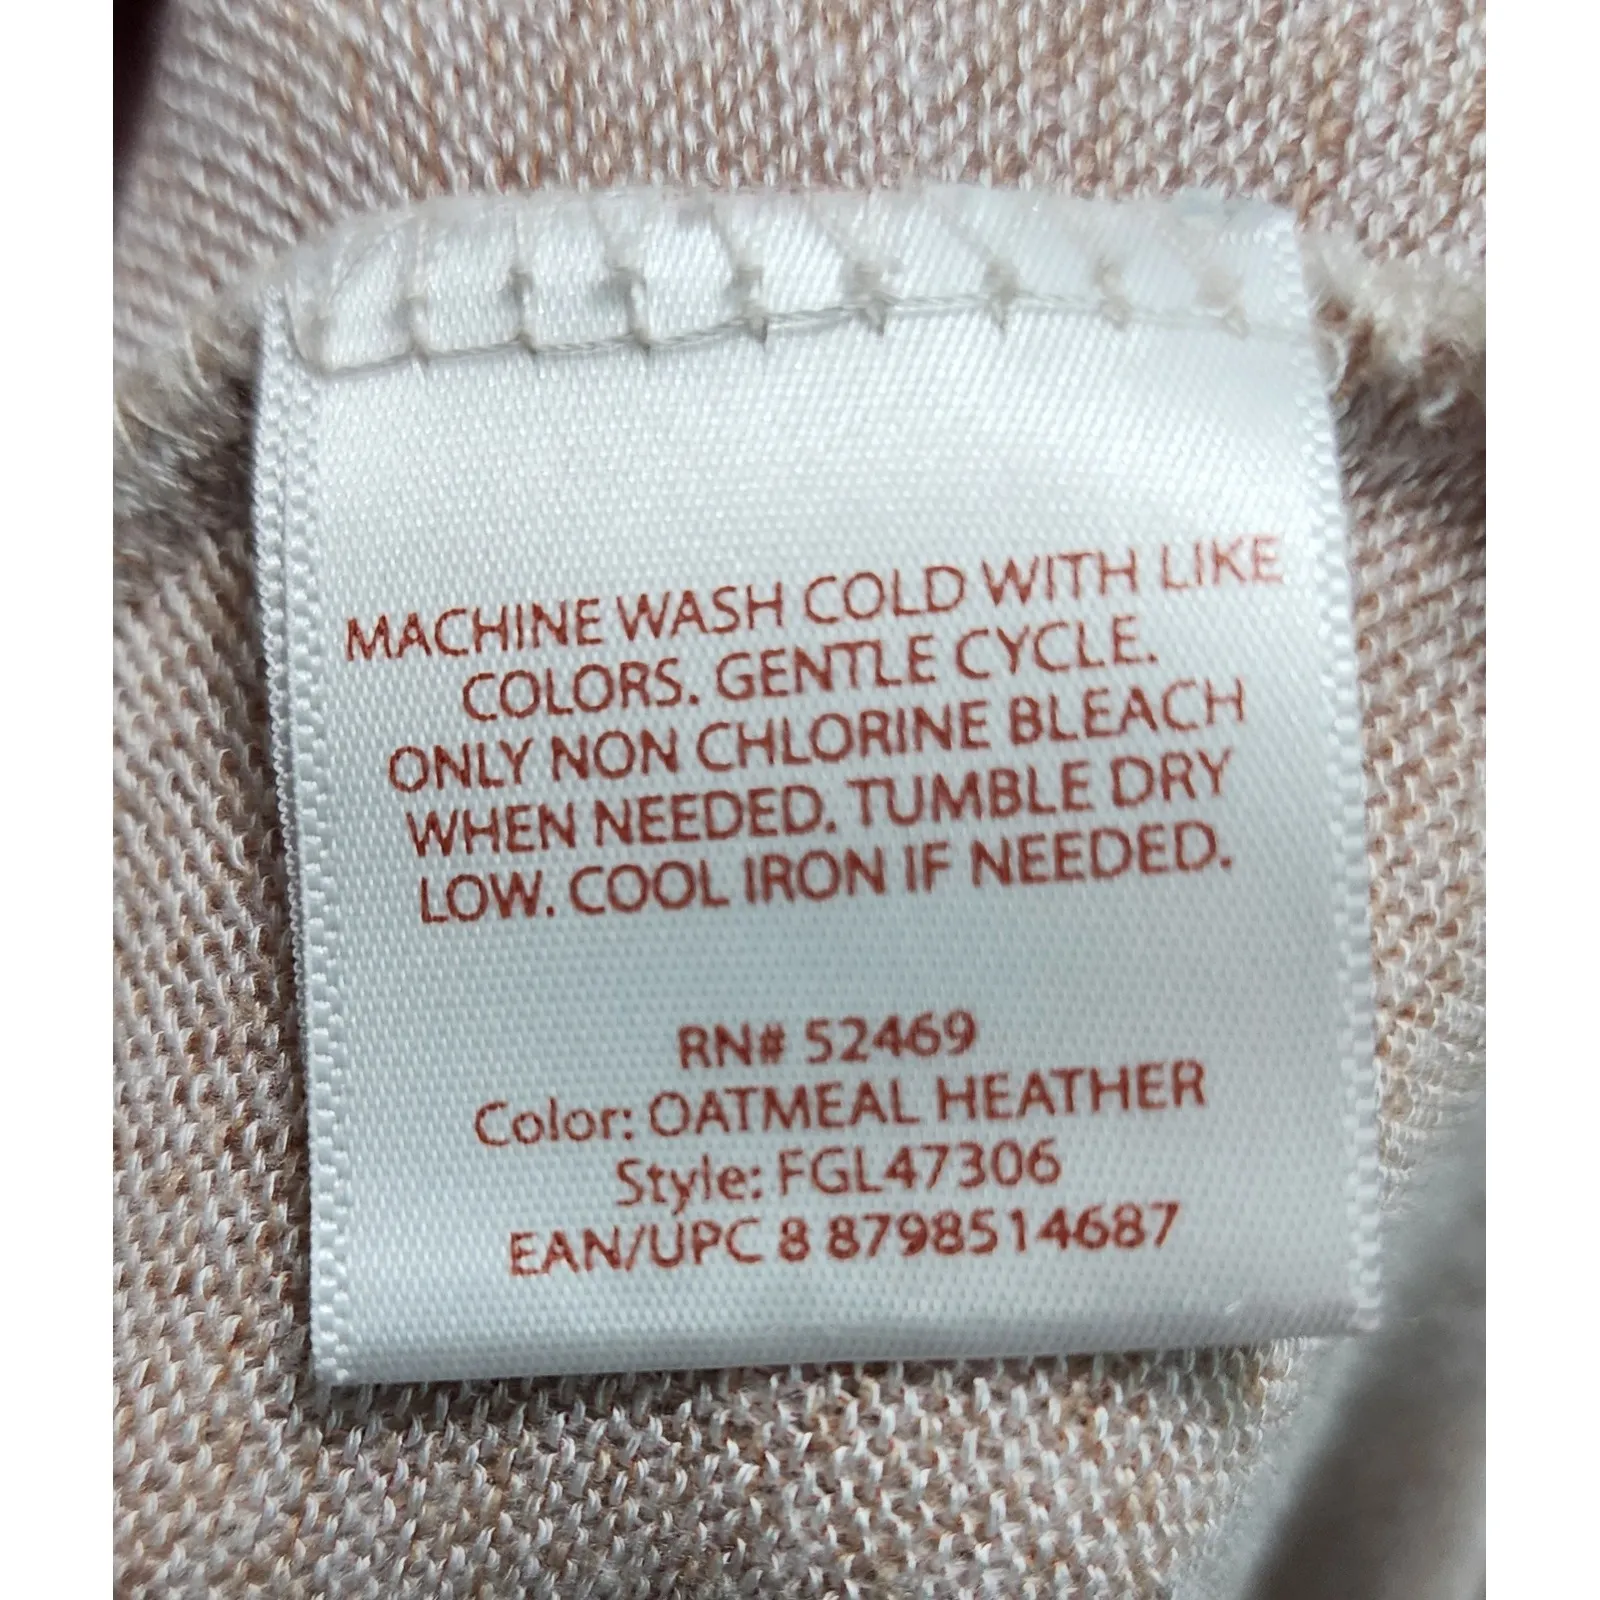 MACHINE WASH COLD WITH LIKE
COLORS. GENTLE CYCLE.
ONLY NON CHLORINE BLEACH
WHEN NEEDED. TUMBLE DRY
LOW. COOL IRON IF NEEDED.
RN# 52469
Color: OATMEAL HEATHER
Style: FGL47306
EAN/UPC 8 8798514687